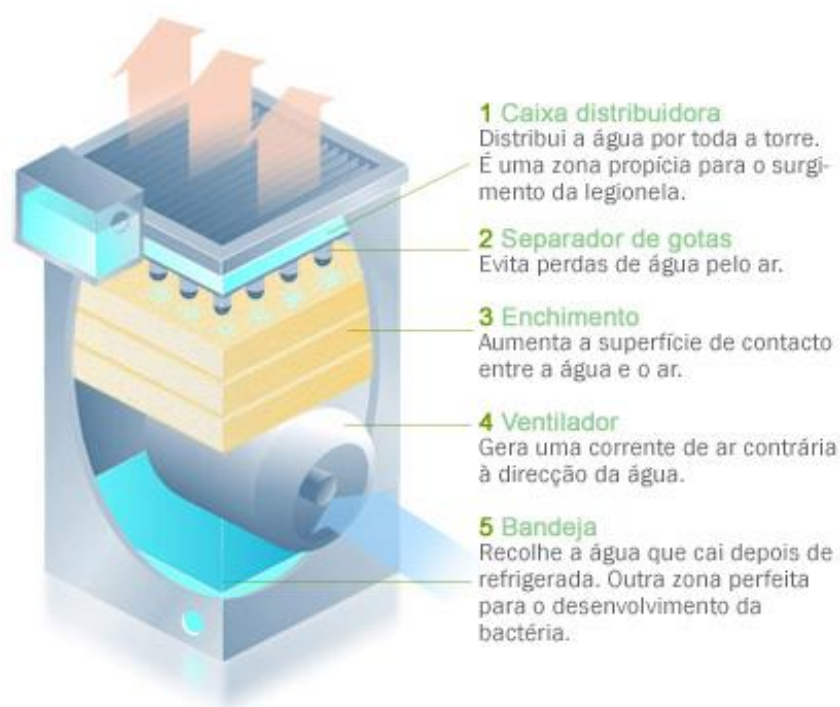 1 Caixa distribuidora
Distribui a água por toda a torre.
É uma zona propícia para o surgi-
mento da legionela.
2 Separador de gotas
Evita perdas de água pelo ar.
3 Enchimento
Aumenta a superfície de contacto
entre a água e o ar.
4 Ventilador
Gera uma corrente de ar contrária
à direcção da água.
5 Bandeja
Recolhe a água que cai depois de
refrigerada. Outra zona perfeita
para o desenvolvimento da
bactéria.